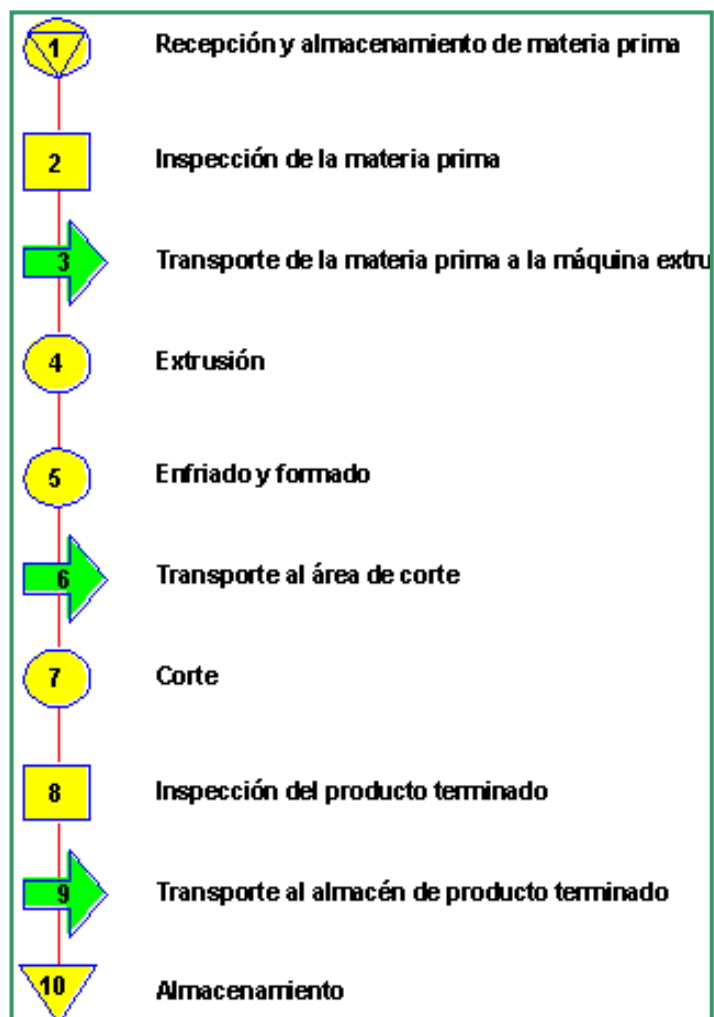 1 Recepción y almacenamiento de materia prima
2 Inspección de la materia prima
3 Transporte de la materia prima a la máquina extru
4 Extrusión
5 Enfriado y formado
6 Transporte al área de corte
7 Corte
8 Inspección del producto terminado
9 Transporte al almacén de producto terminado
10 Almacenamiento